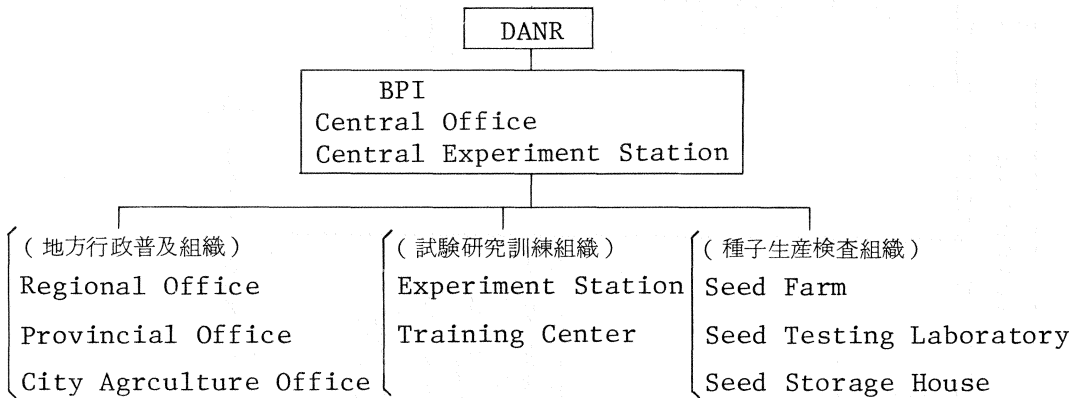 DANR
BPI
Central Office
Central Experiment Station
(地方行政普及組織)
Regional Office
Provincial Office
City Agrculture Office
(試験研究訓練組織)
Experiment Station
Training Center
(種子生産検査組織)
Seed Farm
Seed Testing Laboratory
Seed Storage House